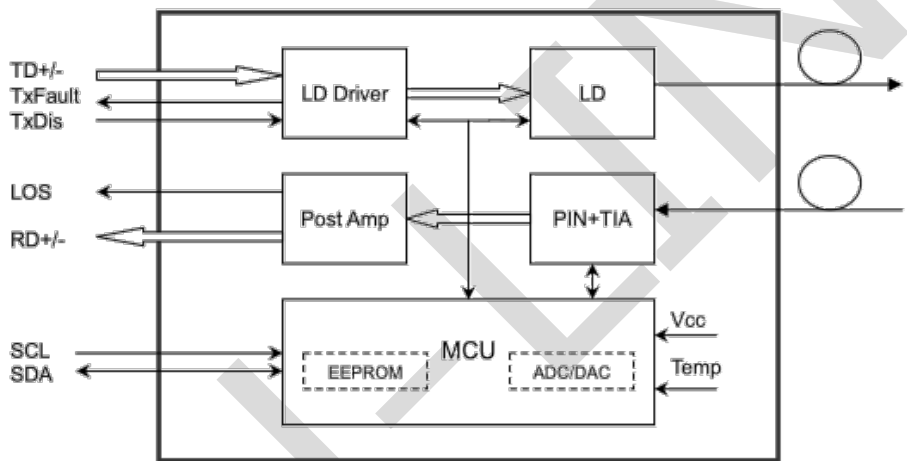 TD+/-
TxFault
TxDis
LD Driver
LD
LOS
RD+/-
Post Amp
PIN+TIA
SCL
SDA
MCU
EEPROM
ADC/DAC
Vcc
Temp